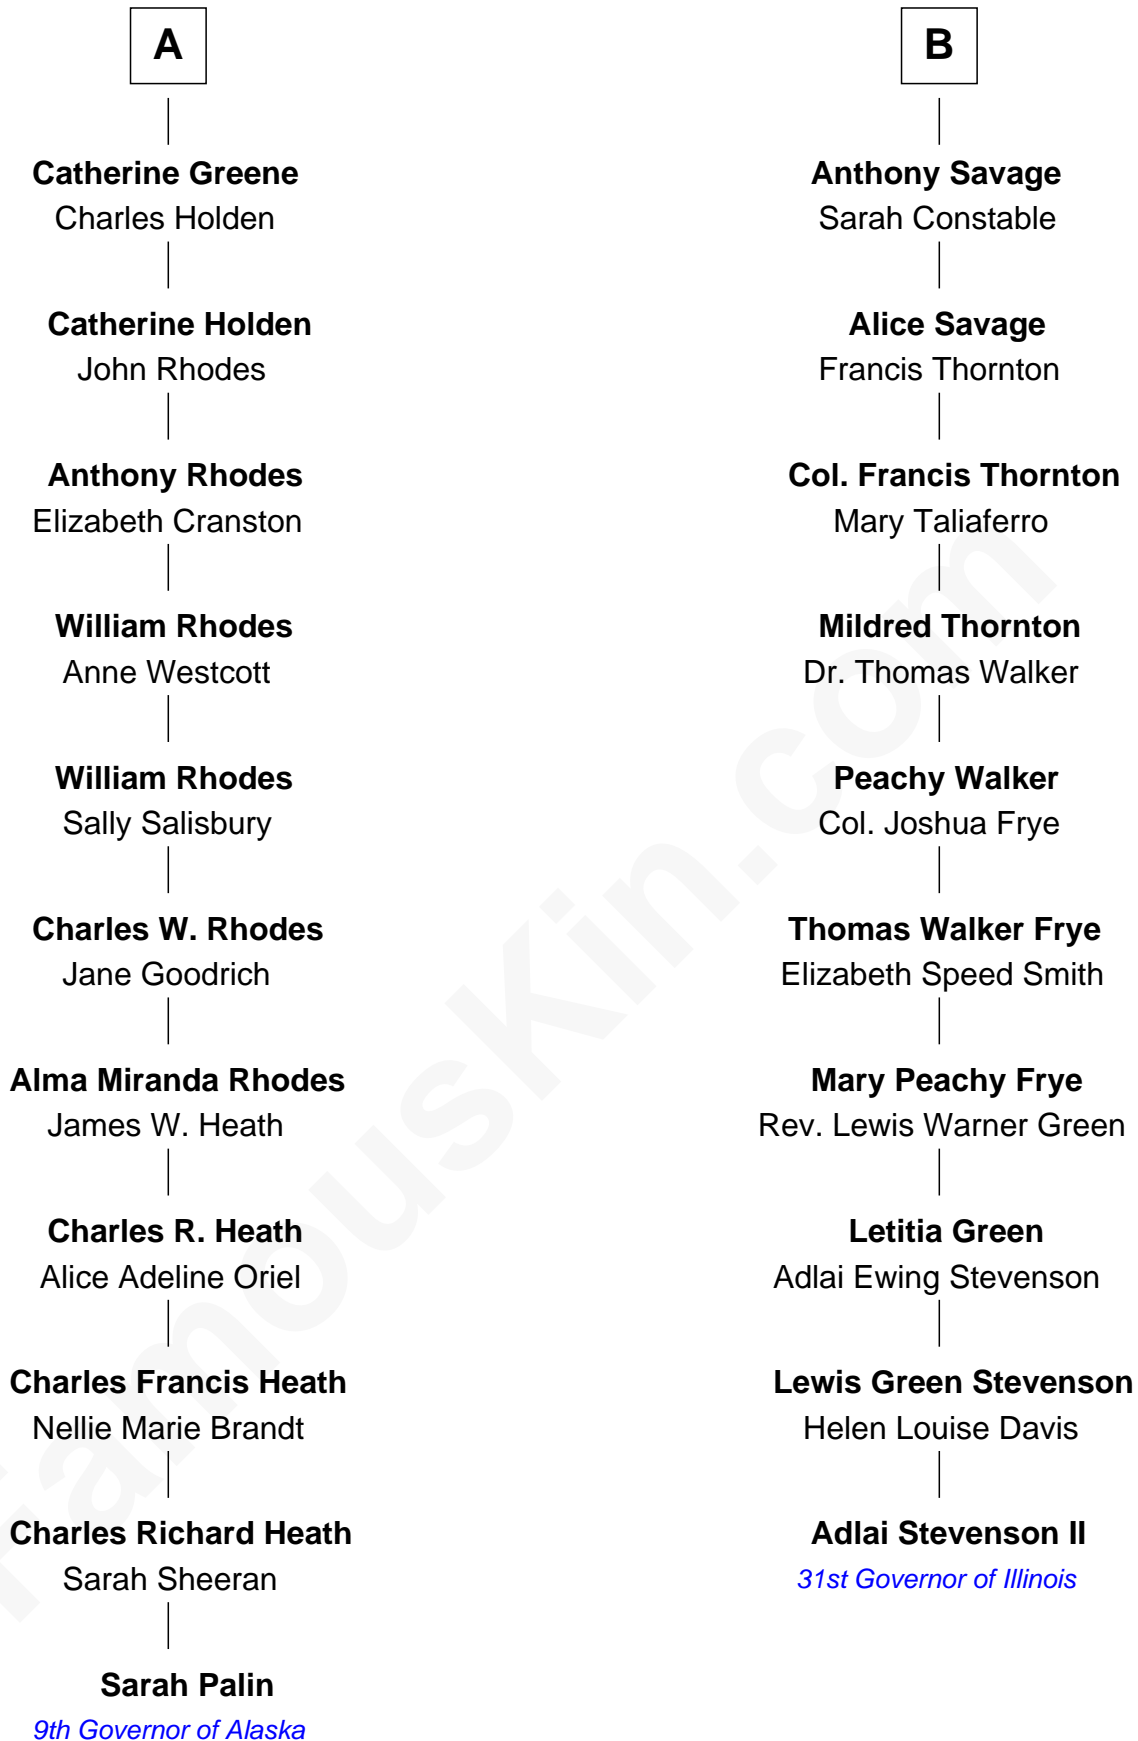 A
Catherine Greene
Charles Holden
Catherine Holden
John Rhodes
Anthony Rhodes
Elizabeth Cranston
William Rhodes
Anne Westcott
William Rhodes
Sally Salisbury
Charles W. Rhodes
Jane Goodrich
Alma Miranda Rhodes
James W. Heath
Charles R. Heath
Alice Adeline Oriel
Charles Francis Heath
Nellie Marie Brandt
Charles Richard Heath
Sarah Sheeran
Sarah Palin
9th Governor of Alaska
B
Anthony Savage
Sarah Constable
Alice Savage
Francis Thornton
Col. Francis Thornton
Mary Taliaferro
Mildred Thornton
Dr. Thomas Walker
Peachy Walker
Col. Joshua Frye
Thomas Walker Frye
Elizabeth Speed Smith
Mary Peachy Frye
Rev. Lewis Warner Green
Letitia Green
Adlai Ewing Stevenson
Lewis Green Stevenson
Helen Louise Davis
Adlai Stevenson II
31st Governor of Illinois
FamousKin.com